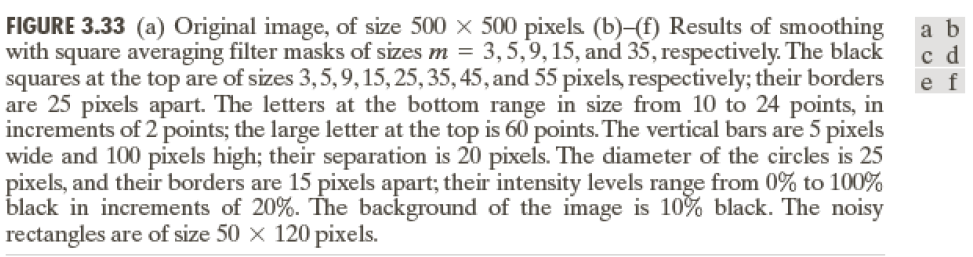 FIGURE 3.33 (a) Original image, of size 500 × 500 pixels. (b)–(f) Results of smoothing
with square averaging filter masks of sizes m = 3, 5, 9, 15, and 35, respectively. The black
squares at the top are of sizes 3, 5, 9, 15, 25, 35, 45, and 55 pixels, respectively; their borders
are 25 pixels apart. The letters at the bottom range in size from 10 to 24 points, in
increments of 2 points; the large letter at the top is 60 points. The vertical bars are 5 pixels
wide and 100 pixels high; their separation is 20 pixels. The diameter of the circles is 25
pixels, and their borders are 15 pixels apart; their intensity levels range from 0% to 100%
black in increments of 20%. The background of the image is 10% black. The noisy
rectangles are of size 50 × 120 pixels.
a b
c d
e f